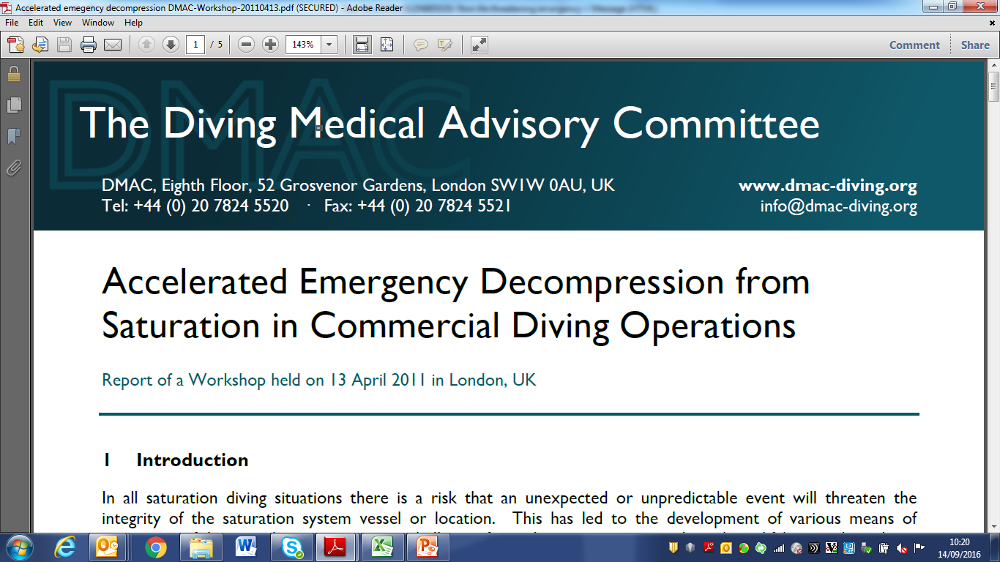 Accelerated emegency decompression DMAC-Workshop-20110413.pdf (SECURED) - Adobe Reader
File Edit View Window Help
1 / 5 143% Comment Share
DMAC
The Diving Medical Advisory Committee
DMAC, Eighth Floor, 52 Grosvenor Gardens, London SW1W 0AU, UK www.dmac-diving.org
Tel: +44 (0) 20 7824 5520 · Fax: +44 (0) 20 7824 5521 info@dmac-diving.org
Accelerated Emergency Decompression from
Saturation in Commercial Diving Operations
Report of a Workshop held on 13 April 2011 in London, UK
1 Introduction
In all saturation diving situations there is a risk that an unexpected or unpredictable event will threaten the
integrity of the saturation system vessel or location. This has led to the development of various means of
10:20
14/09/2016